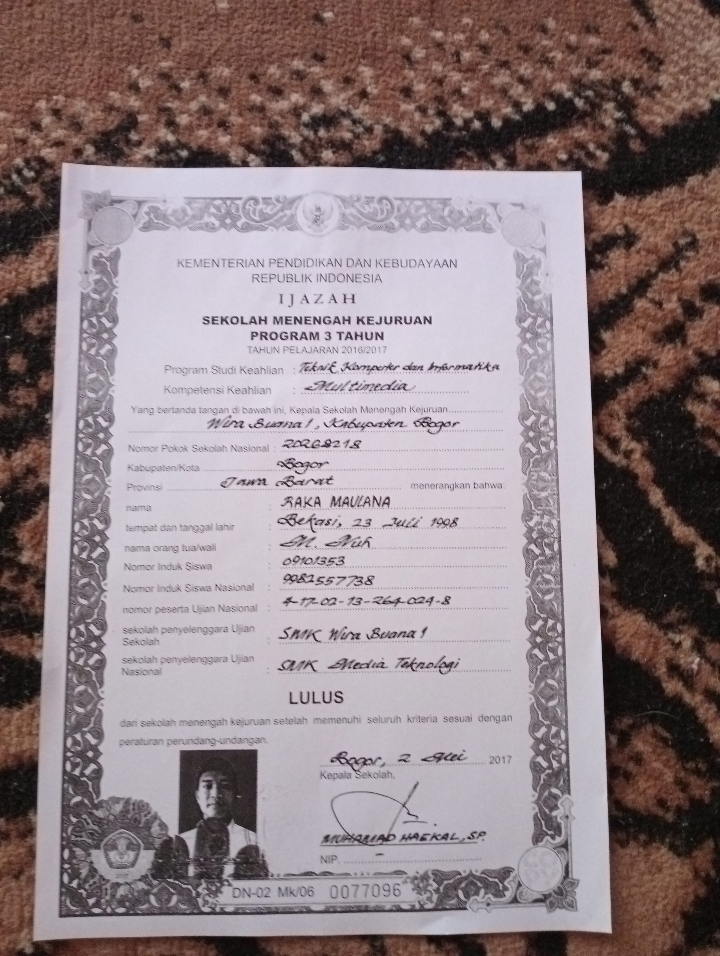 KEMENTERIAN PENDIDIKAN DAN KEBUDAYAAN
REPUBLIK INDONESIA
IJAZAH
SEKOLAH MENENGAH KEJURUAN
PROGRAM 3 TAHUN
TAHUN PELAJARAN 2016/2017
Program Studi Keahlian : Teknik Komputer dan Informatika
Kompetensi Keahlian : Multimedia
Yang bertanda tangan di bawah ini, Kepala Sekolah Menengah Kejuruan
Wira Buana 1, Kabupaten Bogor
Nomor Pokok Sekolah Nasional : 20268218
Kabupaten/Kota Bogor
Provinsi Jawa Barat menerangkan bahwa:
nama : RAKA MAULANA
tempat dan tanggal lahir : Bekasi, 23 Juli 1998
nama orang tua/wali : M. Nuh
Nomor Induk Siswa : 09101353
Nomor Induk Siswa Nasional : 9982557738
nomor peserta Ujian Nasional : 4-17-02-13-264-024-8
sekolah penyelenggara Ujian
Sekolah : SMK Wira Buana 1
sekolah penyelenggara Ujian
Nasional : SMK Media Teknologi
LULUS
dari sekolah menengah kejuruan setelah memenuhi seluruh kriteria sesuai dengan
peraturan perundang-undangan.
Bogor, 2 Mei 2017
Kepala Sekolah,
MUHAMAD HAEKAL, SP.
NIP.
DN-02 Mk/06 0077096